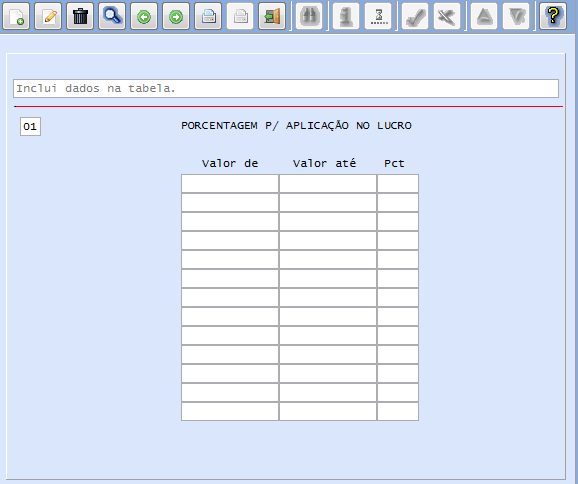 Inclui dados na tabela.
01 PORCENTAGEM P/ APLICAÇÃO NO LUCRO
Valor de Valor até Pct